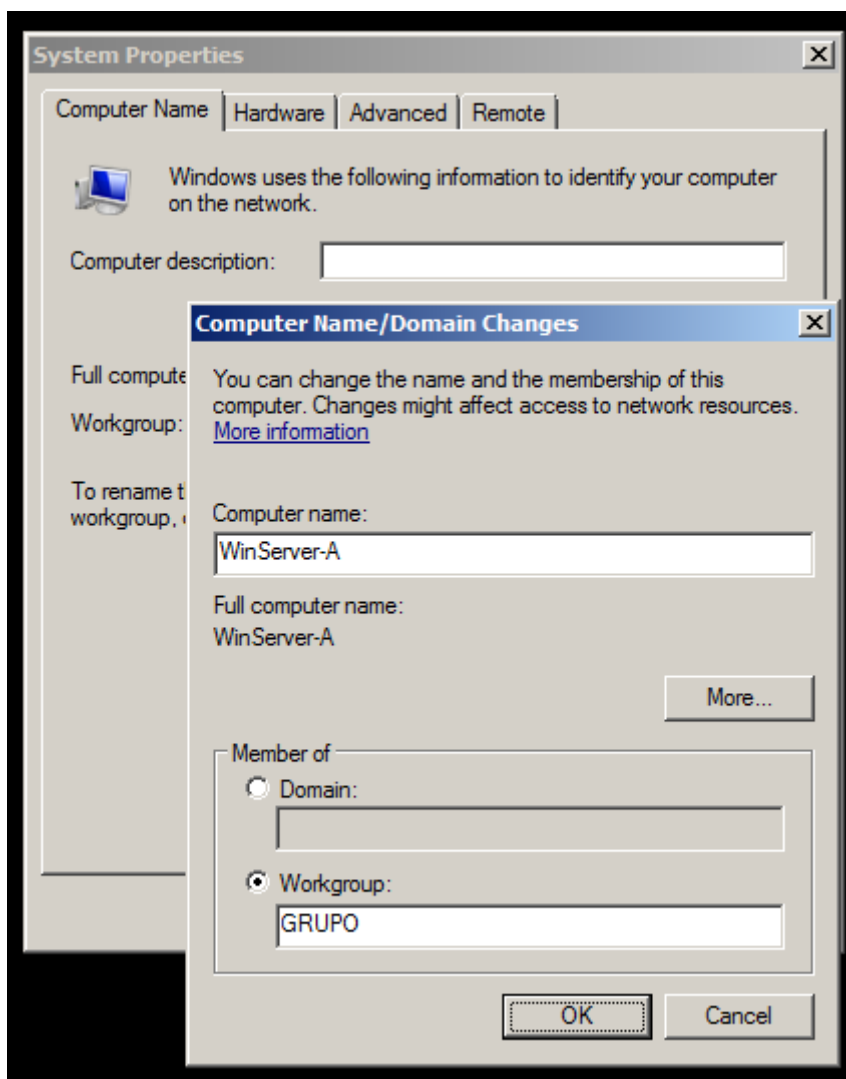 System Properties
Computer Name Hardware Advanced Remote
Windows uses the following information to identify your computer
on the network.
Computer description:
Full compute
Workgroup:
To rename t
workgroup,
Computer Name/Domain Changes
You can change the name and the membership of this
computer. Changes might affect access to network resources.
More information
Computer name:
WinServer-A
Full computer name:
WinServer-A
More...
Member of
Domain:
Workgroup:
GRUPO
OK Cancel